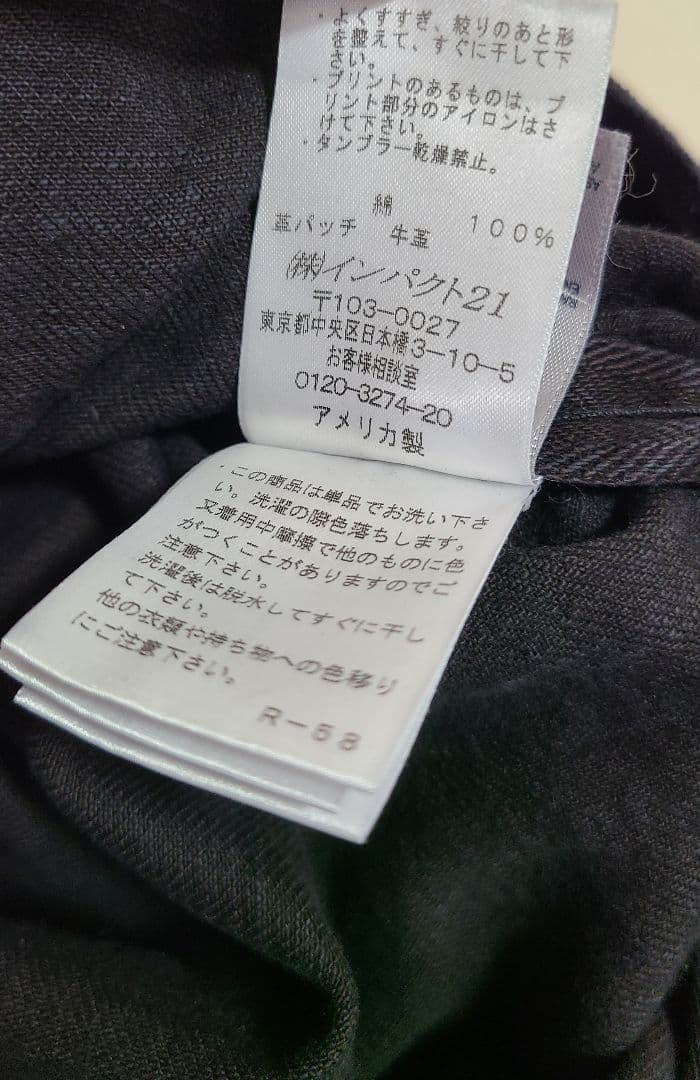 ・よくすすぎ、絞りのあと形
を整えて、すぐに干して下
さい。
・プリントのあるものは、プ
リント部分のアイロンはさ
けて下さい。
・タンブラー乾燥禁止。
綿 100%
革パッチ 牛革
㈱インパクト21
〒103-0027
東京都中央区日本橋3-10-5
お客様相談室
0120-3274-20
アメリカ製
・この商品は単品でお洗い下さ
い。洗濯の際色落ちします。
又着用中摩擦で他のものに色
がつくことがありますのでご
注意下さい。
洗濯後は脱水してすぐに干し
て下さい。
他の衣類や持ち物への色移り
にご注意下さい。
R-68